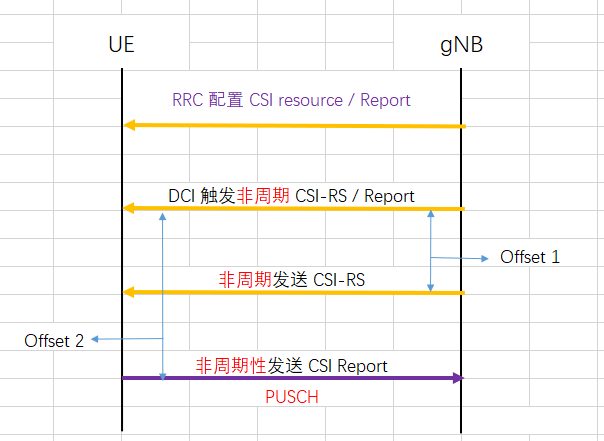 UE
gNB
RRC 配置 CSI resource / Report
DCI 触发非周期 CSI-RS / Report
Offset 1
非周期发送 CSI-RS
Offset 2
非周期性发送 CSI Report
PUSCH